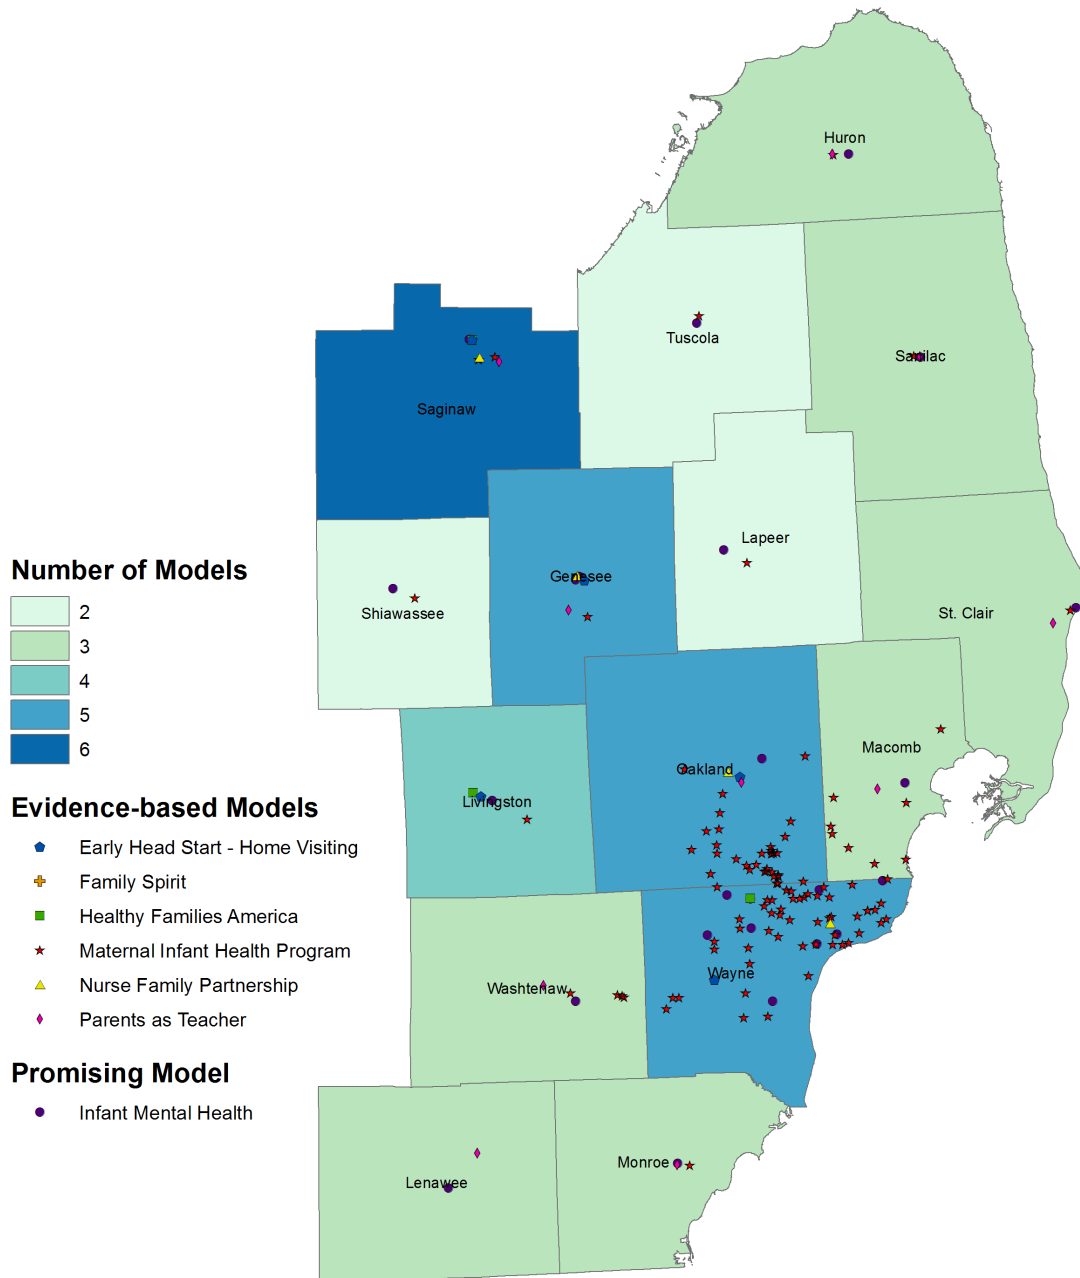 Huron
Tuscola
Sanilac
Saginaw
Lapeer
Genesee
Shiawassee
St. Clair
Number of Models
2
3
4
5
6
Macomb
Oakland
Livingston
Evidence-based Models
Early Head Start - Home Visiting
Family Spirit
Healthy Families America
Maternal Infant Health Program
Nurse Family Partnership
Parents as Teacher
Wayne
Washtenaw
Promising Model
Infant Mental Health
Monroe
Lenawee